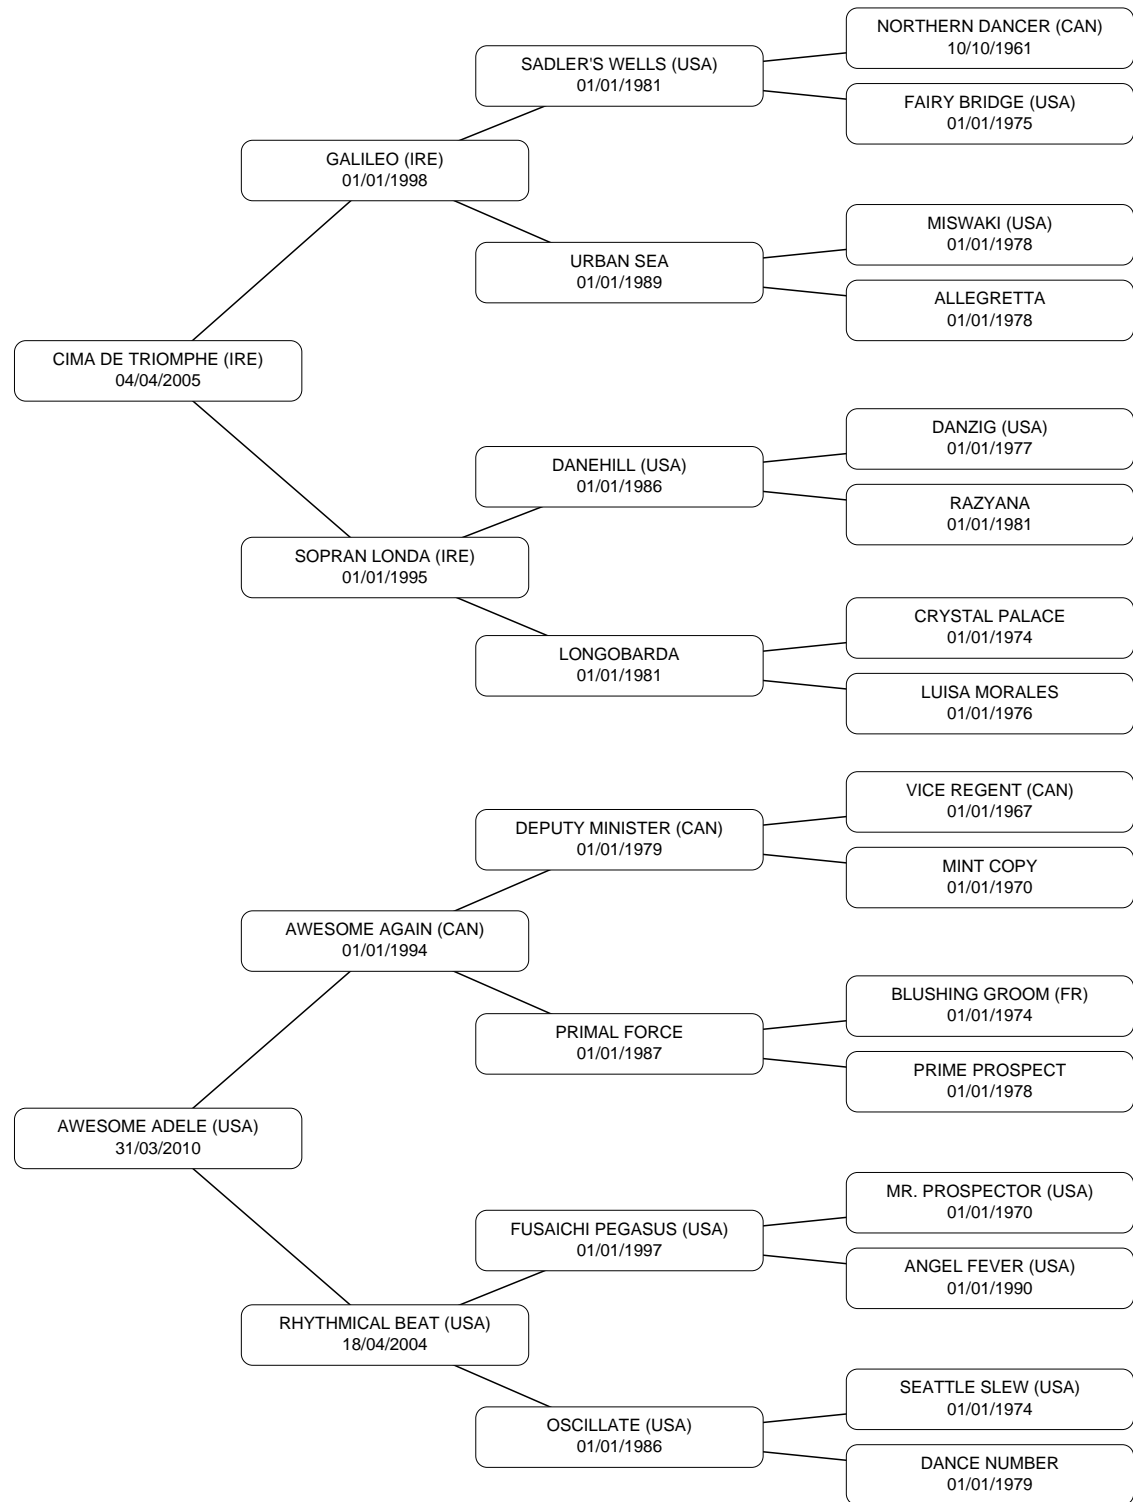 NORTHERN DANCER (CAN)
10/10/1961
SADLER'S WELLS (USA)
01/01/1981
FAIRY BRIDGE (USA)
01/01/1975
GALILEO (IRE)
01/01/1998
MISWAKI (USA)
01/01/1978
URBAN SEA
01/01/1989
ALLEGRETTA
01/01/1978
CIMA DE TRIOMPHE (IRE)
04/04/2005
DANZIG (USA)
01/01/1977
DANEHILL (USA)
01/01/1986
RAZYANA
01/01/1981
SOPRAN LONDA (IRE)
01/01/1995
CRYSTAL PALACE
01/01/1974
LONGOBARDA
01/01/1981
LUISA MORALES
01/01/1976
VICE REGENT (CAN)
01/01/1967
DEPUTY MINISTER (CAN)
01/01/1979
MINT COPY
01/01/1970
AWESOME AGAIN (CAN)
01/01/1994
BLUSHING GROOM (FR)
01/01/1974
PRIMAL FORCE
01/01/1987
PRIME PROSPECT
01/01/1978
AWESOME ADELE (USA)
31/03/2010
MR. PROSPECTOR (USA)
01/01/1970
FUSAICHI PEGASUS (USA)
01/01/1997
ANGEL FEVER (USA)
01/01/1990
RHYTHMICAL BEAT (USA)
18/04/2004
SEATTLE SLEW (USA)
01/01/1974
OSCILLATE (USA)
01/01/1986
DANCE NUMBER
01/01/1979